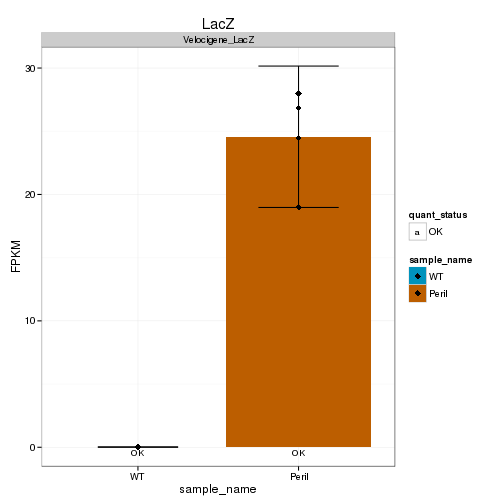 LacZ
Velocigene_LacZ
30
20
10
0
FPKM
OK
OK
WT
Peril
sample_name
quant_status
a OK
sample_name
WT
Peril